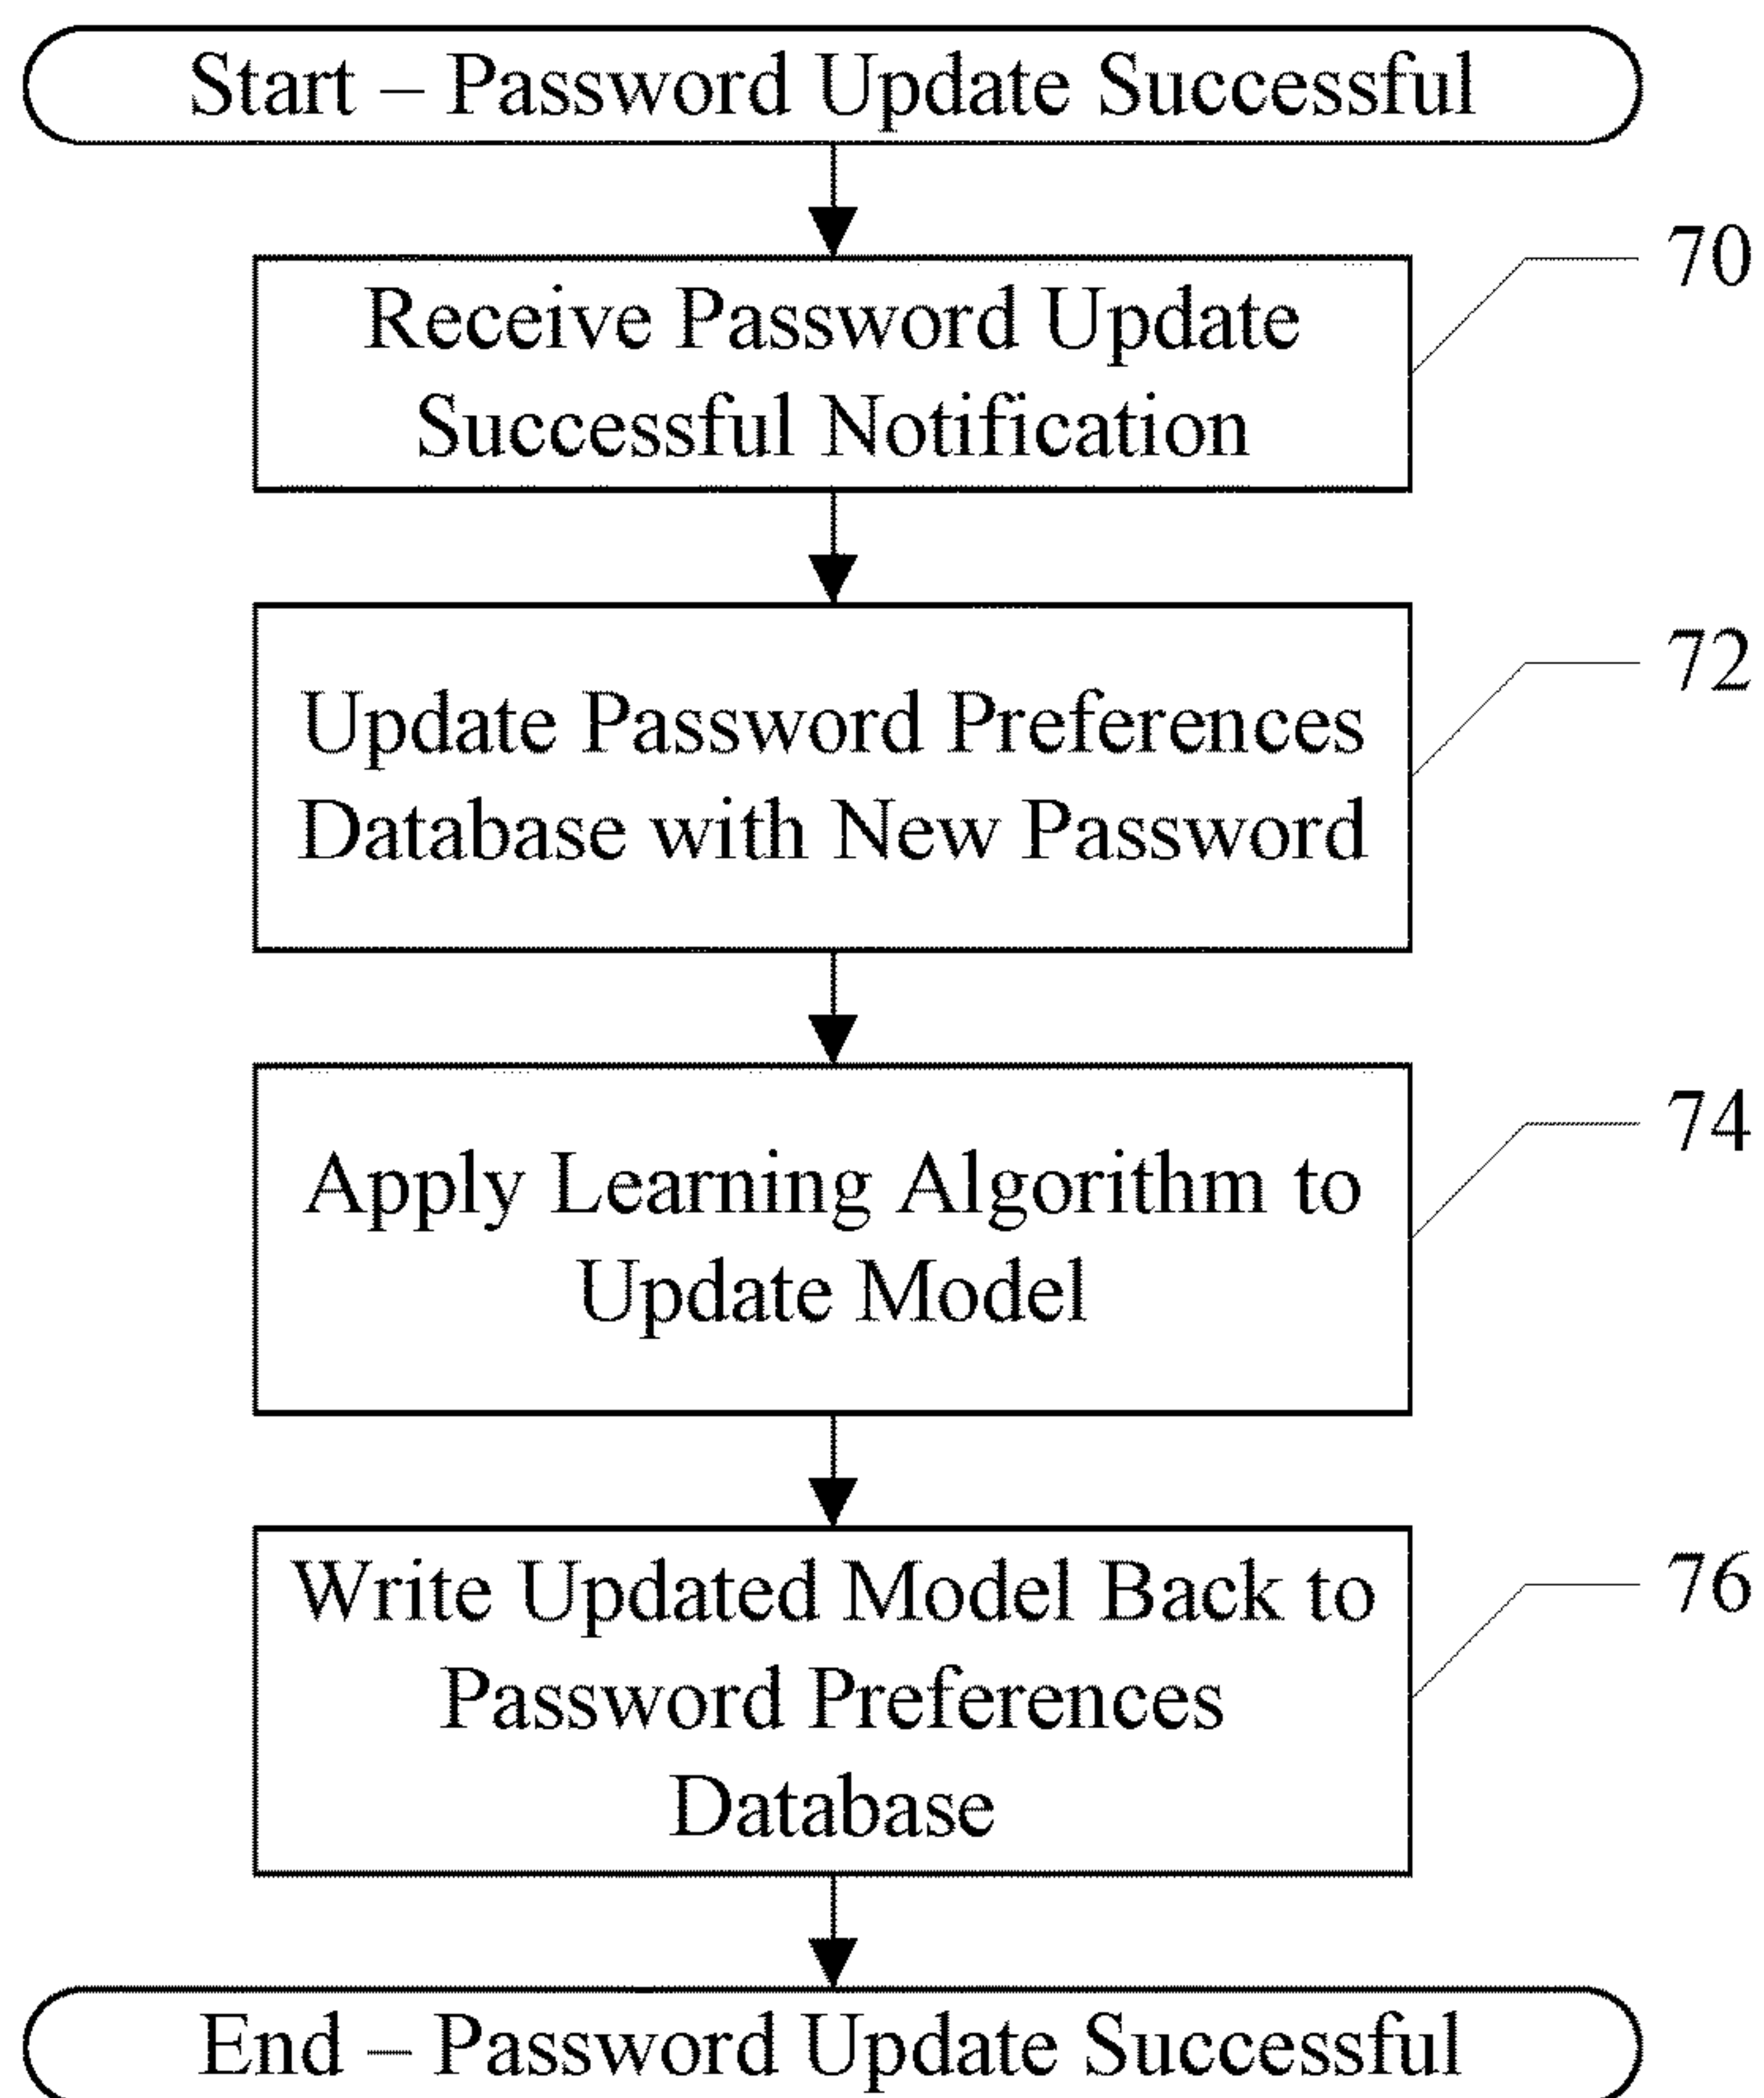 Start – Password Update Successful
70
Receive Password Update
Successful Notification
72
Update Password Preferences
Database with New Password
74
Apply Learning Algorithm to
Update Model
76
Write Updated Model Back to
Password Preferences
Database
End – Password Update Successful